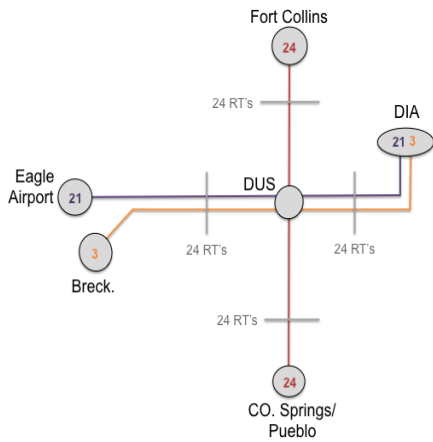 Fort Collins
24
24 RT's
DIA
21 3
Eagle
Airport
21
DUS
24 RT's
24 RT's
3
Breck.
24 RT's
24
CO. Springs/
Pueblo